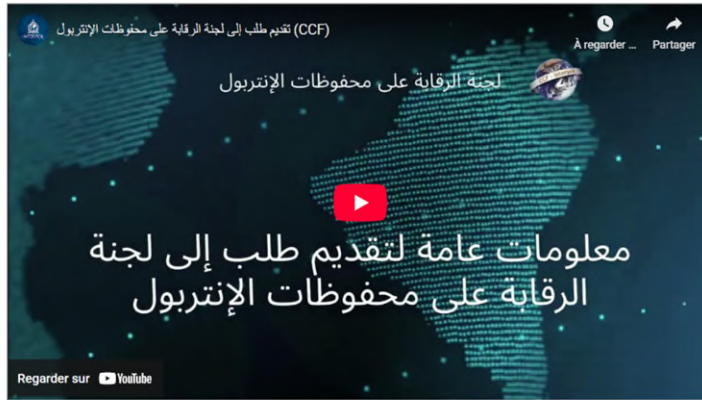 تقديم طلب إلى لجنة الرقابة على محفوظات الإنتربول (CCF)
À regarder ...
Partager
لجنة الرقابة على محفوظات الإنتربول
معلومات عامة لتقديم طلب إلى لجنة
الرقابة على محفوظات الإنتربول
Regarder sur YouTube